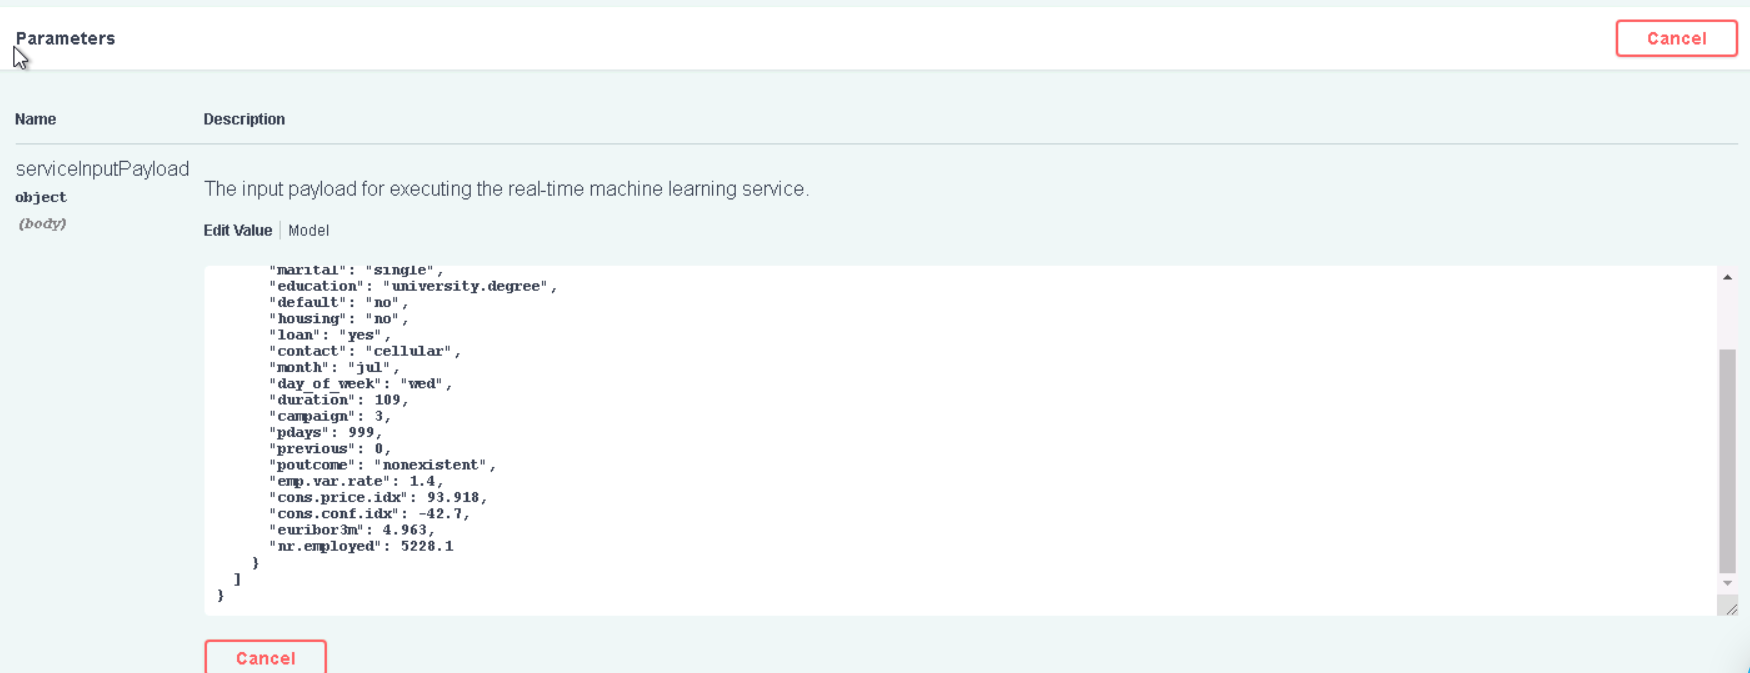 Parameters
Cancel
Name Description
serviceInputPayload
object
(body)
The input payload for executing the real-time machine learning service.
Edit Value Model
"marital": "single",
"education": "university.degree",
"default": "no",
"housing": "no",
"loan": "yes",
"contact": "cellular",
"month": "jul",
"day_of_week": "wed",
"duration": 109,
"campaign": 3,
"pdays": 999,
"previous": 0,
"poutcome": "nonexistent",
"emp.var.rate": 1.4,
"cons.price.idx": 93.918,
"cons.conf.idx": -42.7,
"euribor3m": 4.963,
"nr.employed": 5228.1
}
]
}
Cancel